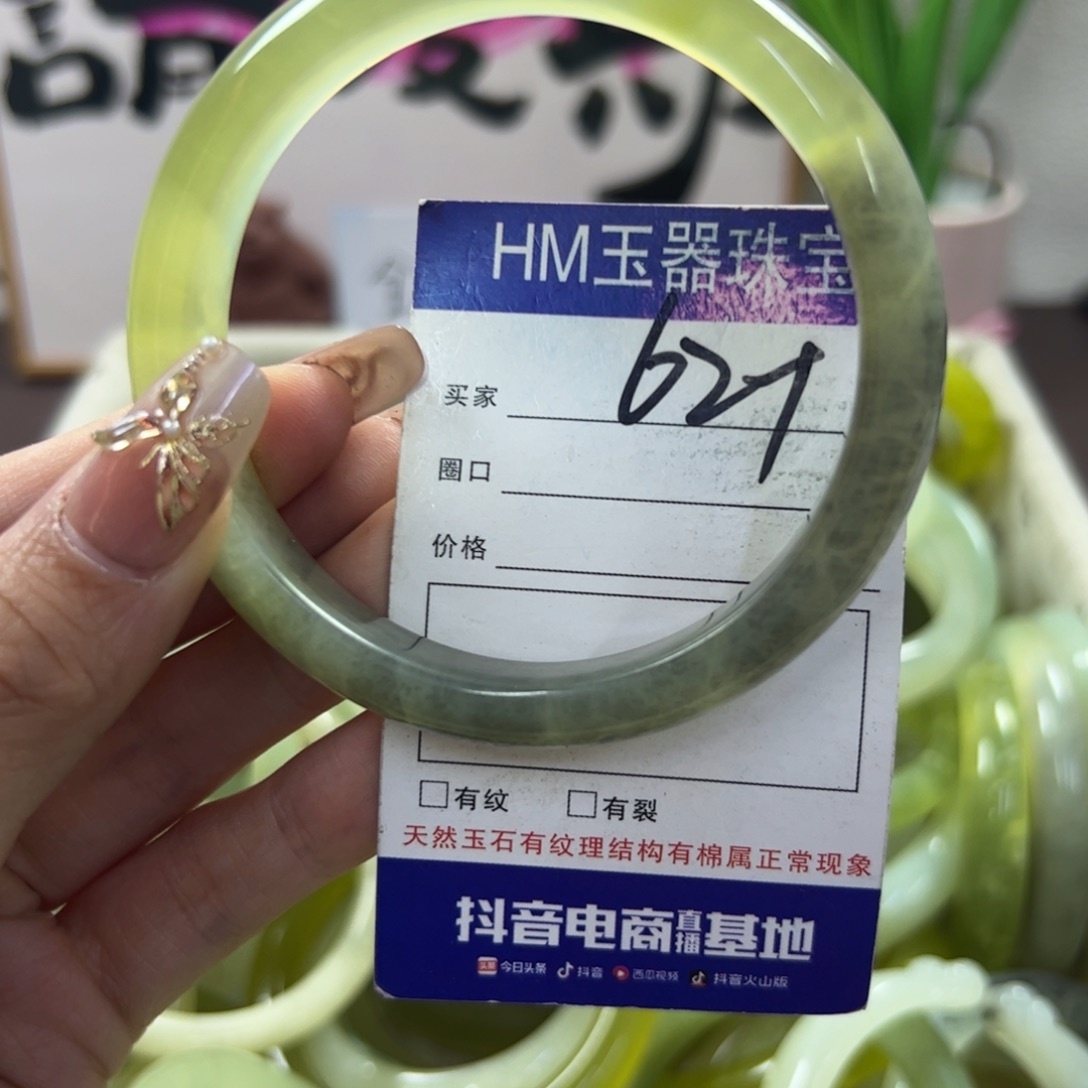 HM玉器珠宝
621
买家
圈口
价格
有纹 有裂
天然玉石有纹理结构有棉属正常现象
抖音电商直播基地
头条 今日头条 抖音 西瓜视频 抖音火山版